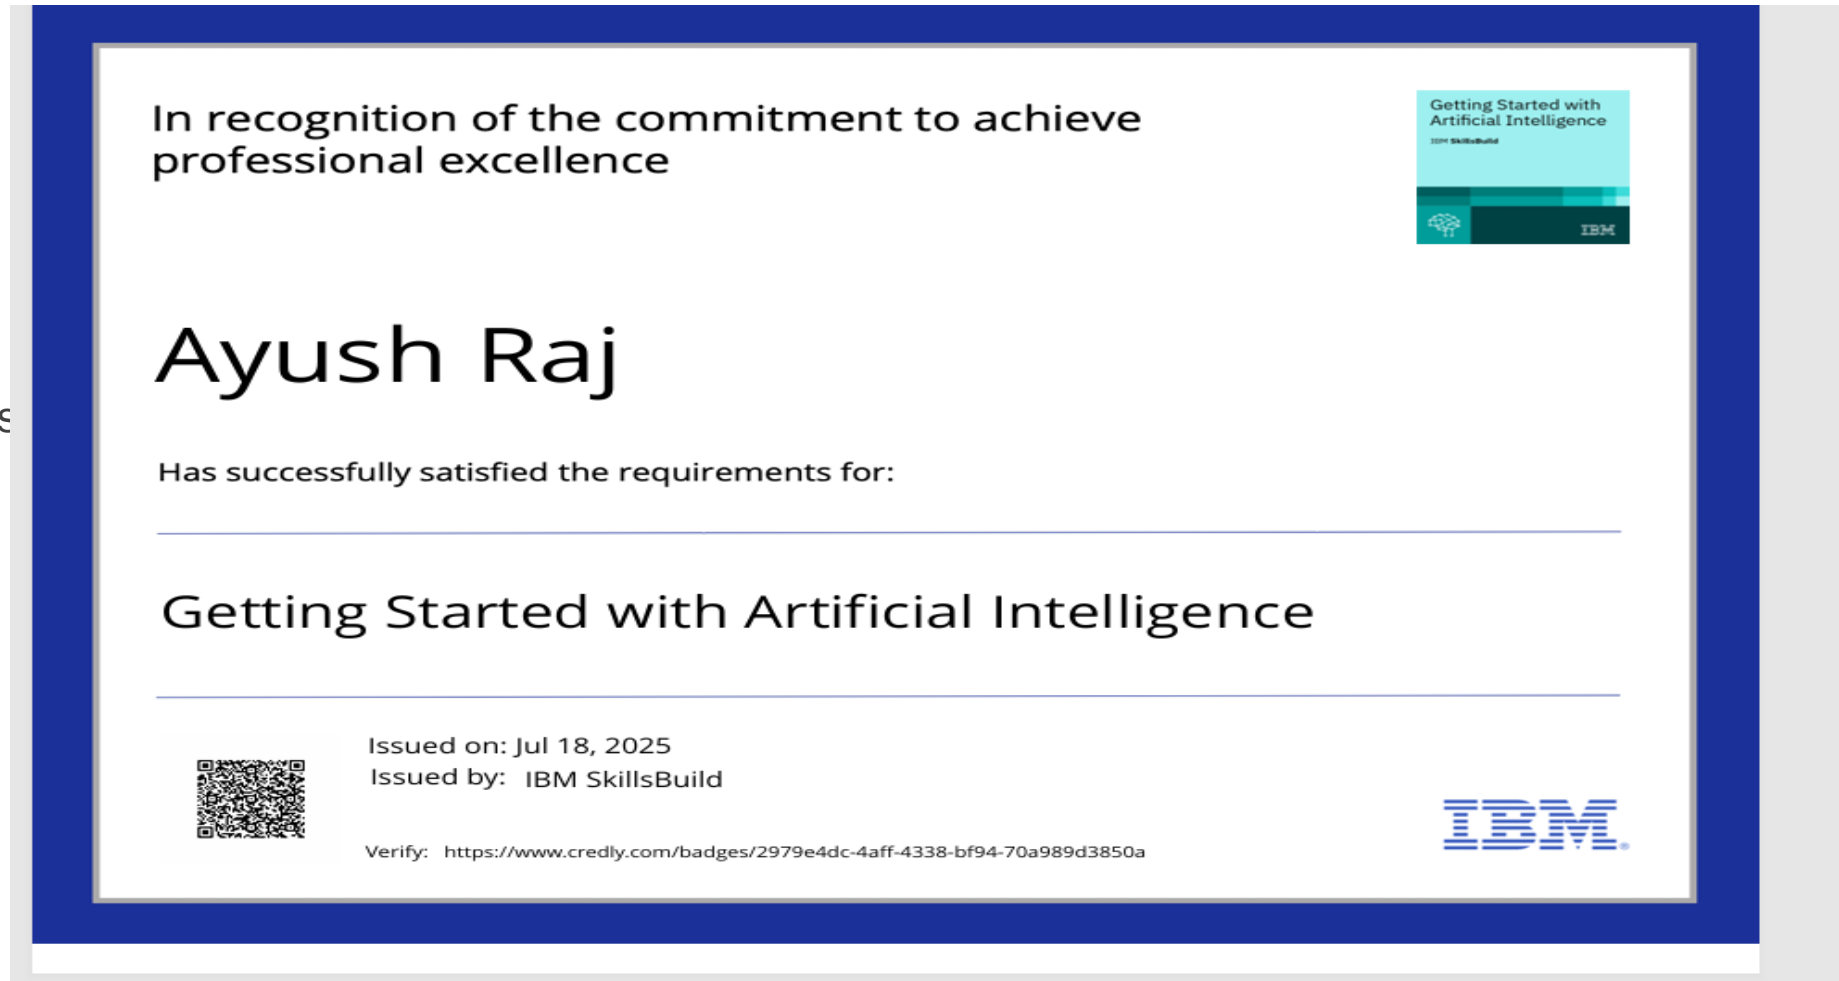 In recognition of the commitment to achieve
professional excellence
Getting Started with
Artificial Intelligence
IBM SkillsBuild
IBM
Ayush Raj
s
Has successfully satisfied the requirements for:
Getting Started with Artificial Intelligence
Issued on: Jul 18, 2025
Issued by: IBM SkillsBuild
Verify: https://www.credly.com/badges/2979e4dc-4aff-4338-bf94-70a989d3850a
IBM